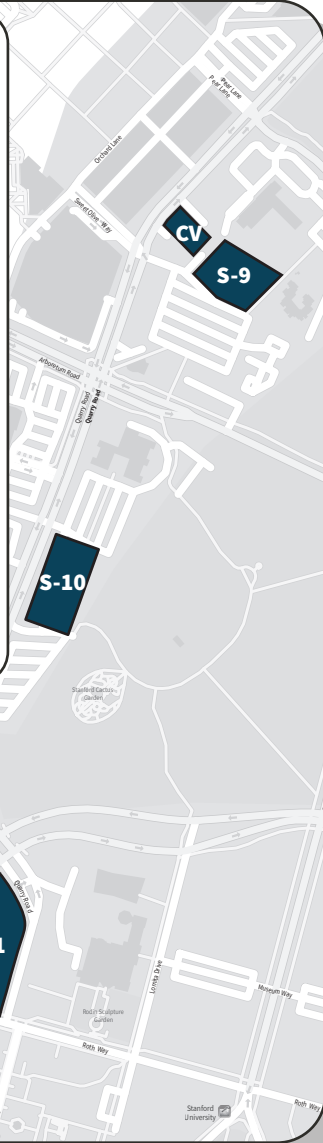 Pear Lane
Pear Lane
Orchard Lane
Sweet Olive Way
CV
S-9
Arboretum Road
Quarry Road
Quarry Road
S-10
Stanford Cactus
Garden
Quarry Road
1
Lomita Drive
Museum Way
Rodin Sculpture
Garden
Roth Way
Roth Way
Stanford
University